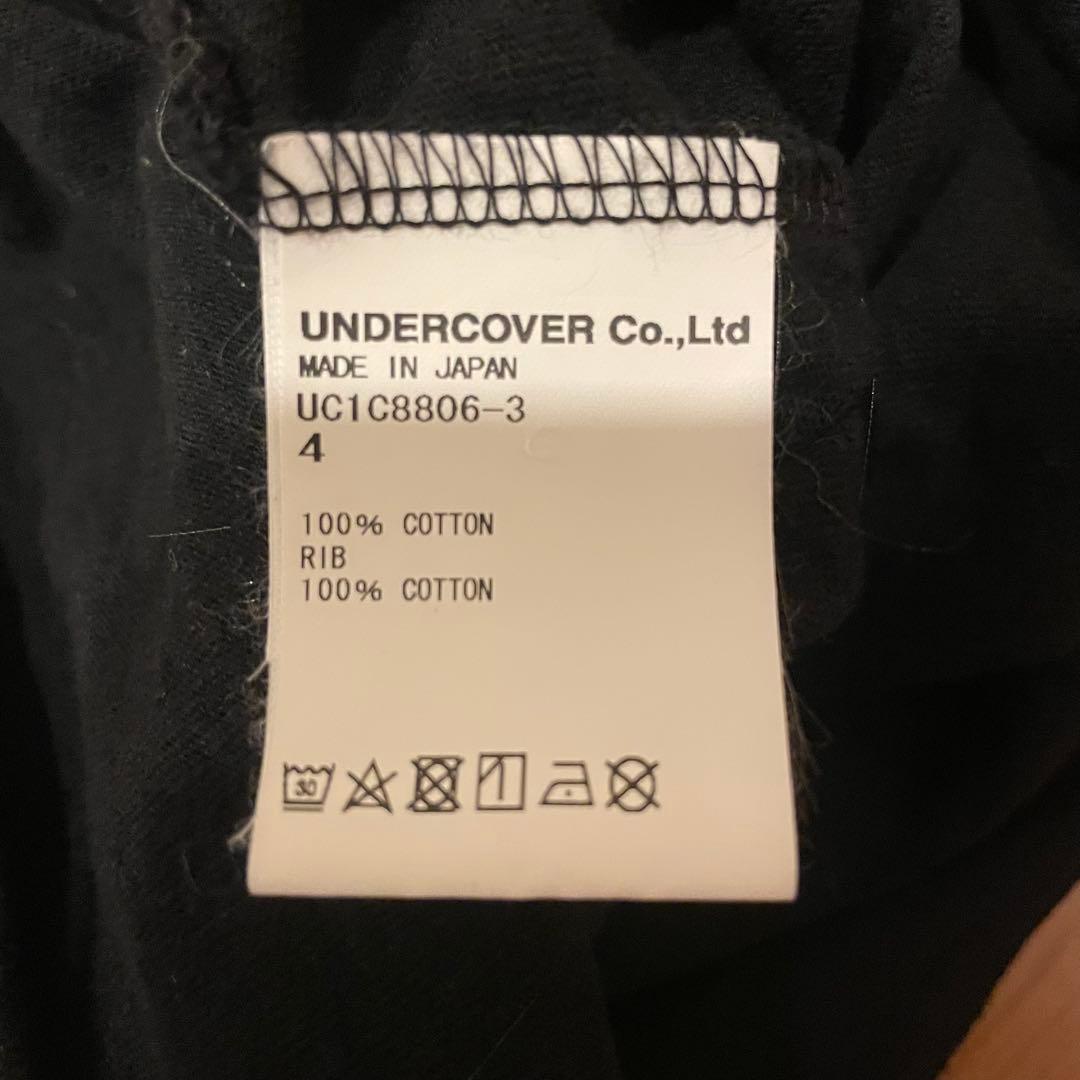 UNDERCOVER Co.,Ltd
MADE IN JAPAN
UC1C8806-3
4
100% COTTON
RIB
100% COTTON
30